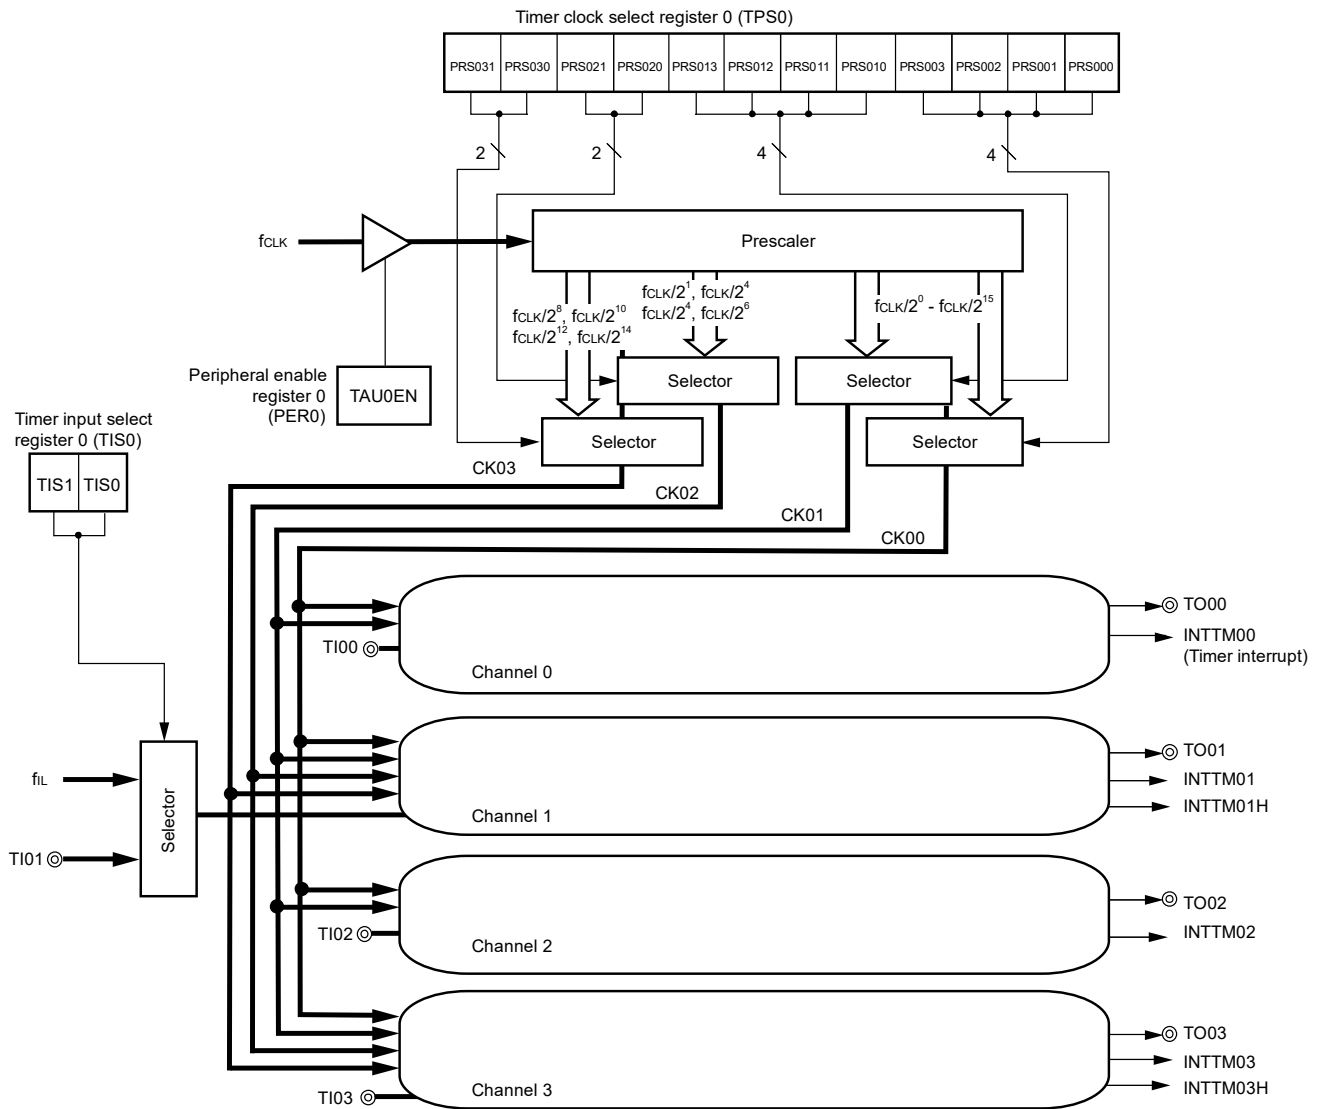 Timer clock select register 0 (TPS0)
PRS031 PRS030 PRS021 PRS020 PRS013 PRS012 PRS011 PRS010 PRS003 PRS002 PRS001 PRS000
2 2 4 4
fCLK
Prescaler
fCLK/2^8, fCLK/2^10
fCLK/2^12, fCLK/2^14
fCLK/2^1, fCLK/2^4
fCLK/2^4, fCLK/2^6
fCLK/2^0 - fCLK/2^15
Peripheral enable
register 0
(PER0)
TAU0EN
Selector
Selector
Selector
Selector
Timer input select
register 0 (TIS0)
TIS1 TIS0
CK03
CK02
CK01
CK00
TI00
Channel 0
TO00
INTTM00
(Timer interrupt)
fIL
TI01
Selector
Channel 1
TO01
INTTM01
INTTM01H
TI02
Channel 2
TO02
INTTM02
TI03
Channel 3
TO03
INTTM03
INTTM03H